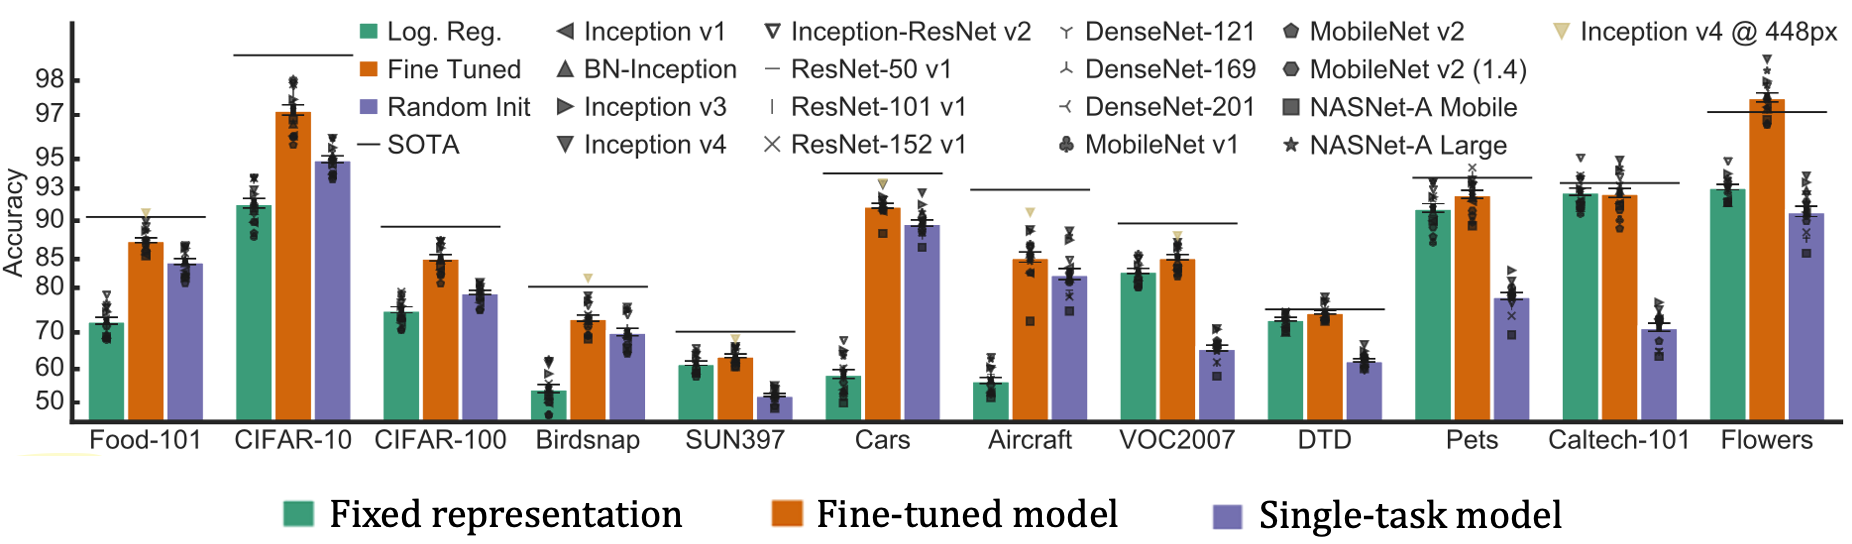 Log. Reg.
Fine Tuned
Random Init
SOTA
Inception v1
BN-Inception
Inception v3
Inception v4
Inception-ResNet v2
ResNet-50 v1
ResNet-101 v1
ResNet-152 v1
DenseNet-121
DenseNet-169
DenseNet-201
MobileNet v1
MobileNet v2
MobileNet v2 (1.4)
NASNet-A Mobile
NASNet-A Large
Inception v4 @ 448px
Accuracy
98
97
95
93
90
85
80
70
60
50
Food-101 CIFAR-10 CIFAR-100 Birdsnap SUN397 Cars Aircraft VOC2007 DTD Pets Caltech-101 Flowers
Fixed representation Fine-tuned model Single-task model